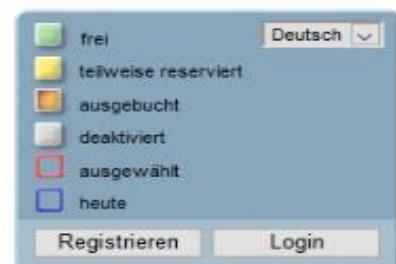 frei
Deutsch
teilweise reserviert
ausgebucht
deaktiviert
ausgewählt
heute
Registrieren
Login